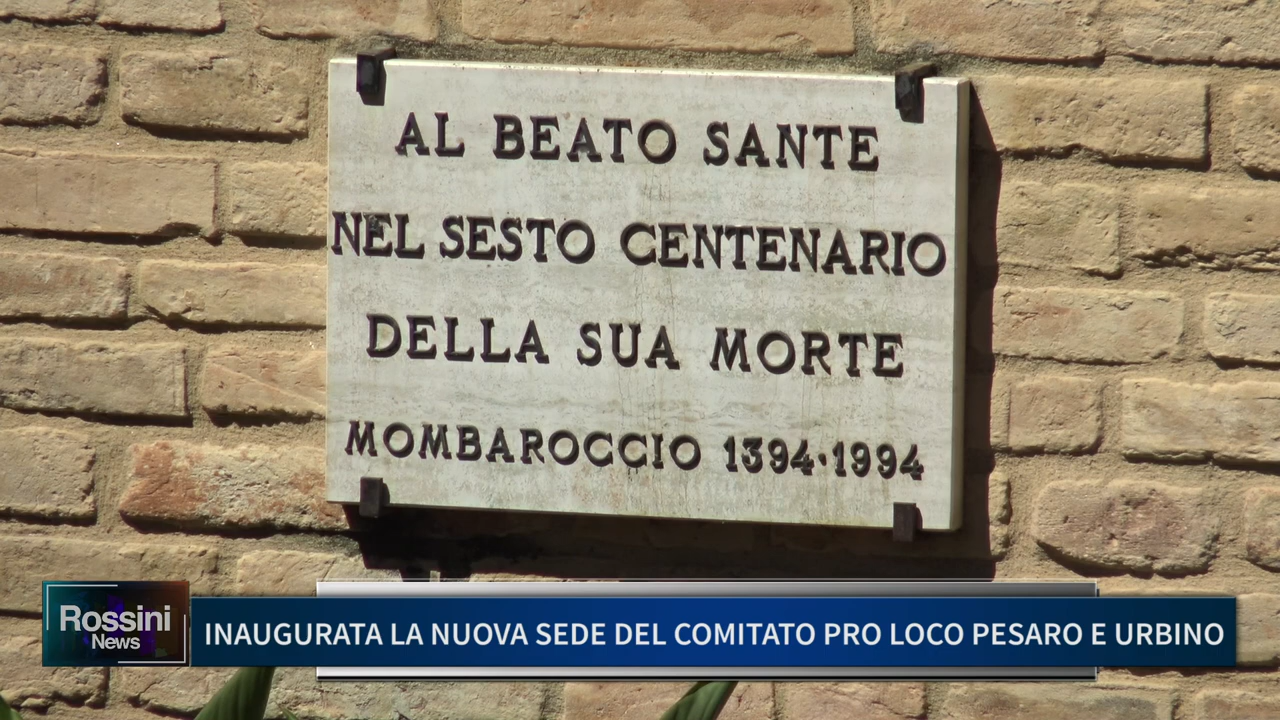 AL BEATO SANTE
NEL SESTO CENTENARIO
DELLA SUA MORTE
MOMBAROCCIO 1394·1994
Rossini
News
INAUGURATA LA NUOVA SEDE DEL COMITATO PRO LOCO PESARO E URBINO